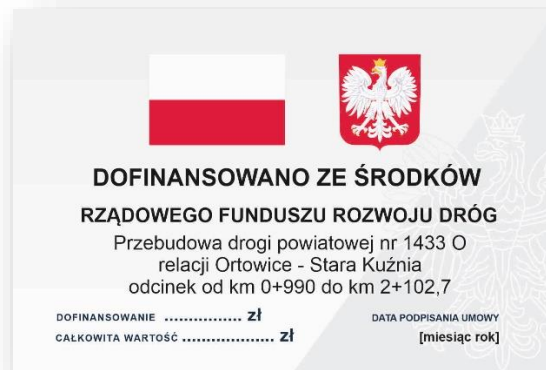 DOFINANSOWANO ZE ŚRODKÓW
RZĄDOWEGO FUNDUSZU ROZWOJU DRÓG
Przebudowa drogi powiatowej nr 1433 O
relacji Ortowice - Stara Kuźnia
odcinek od km 0+990 do km 2+102,7
DOFINANSOWANIE ................ zł
CAŁKOWITA WARTOŚĆ ................... zł
DATA PODPISANIA UMOWY
[miesiąc rok]